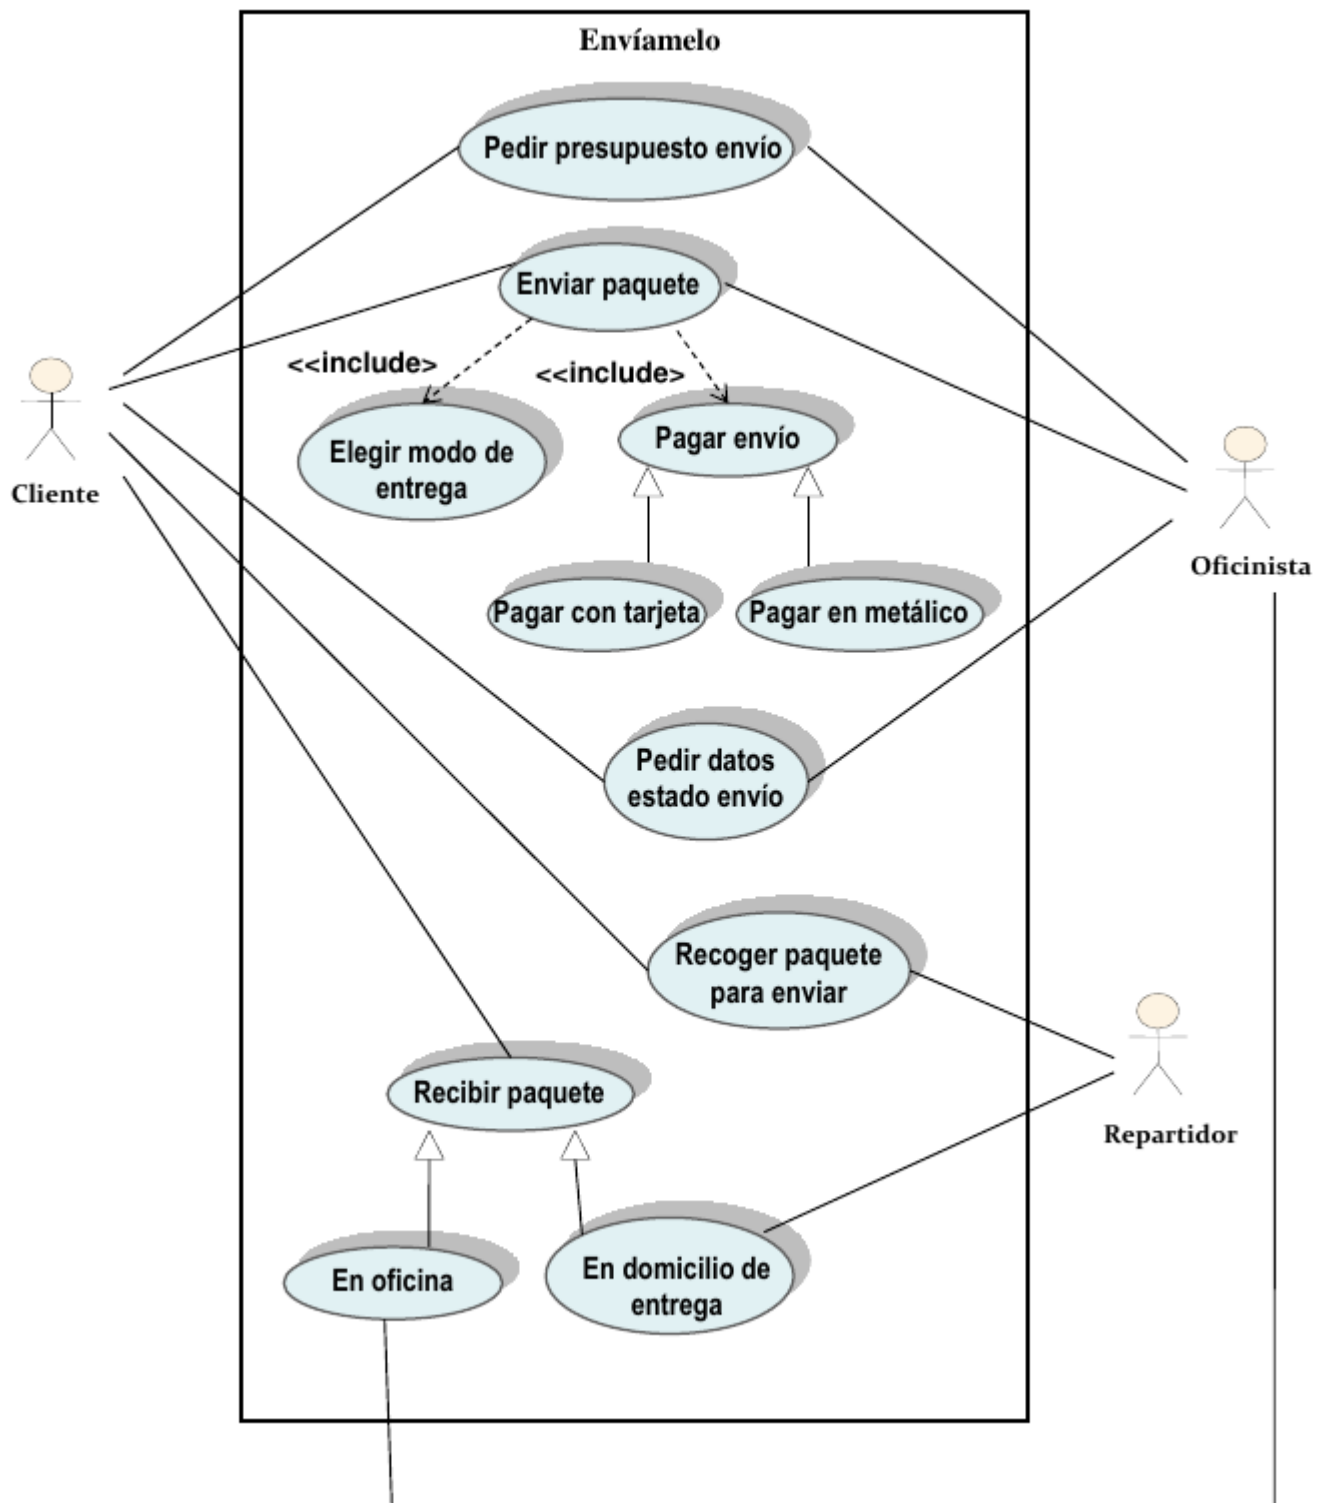 Envíamelo
Pedir presupuesto envío
Enviar paquete
<<include>
<<include>
Elegir modo de
entrega
Pagar envío
Cliente
Oficinista
Pagar con tarjeta
Pagar en metálico
Pedir datos
estado envío
Recoger paquete
para enviar
Recibir paquete
Repartidor
En oficina
En domicilio de
entrega